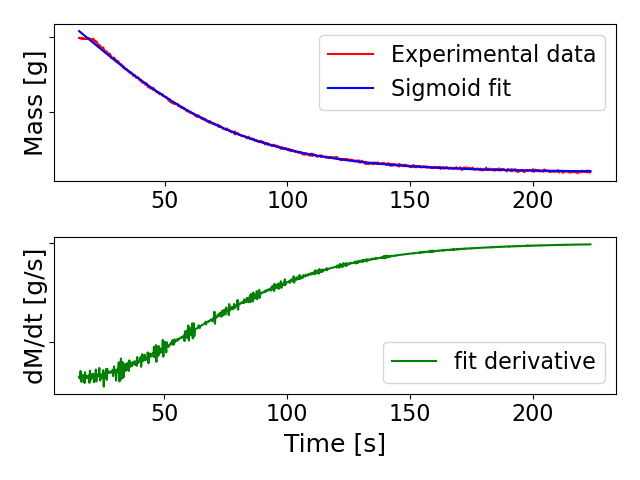 Mass [g]
Experimental data
Sigmoid fit
50
100
150
200
dM/dt [g/s]
fit derivative
50
100
150
200
Time [s]